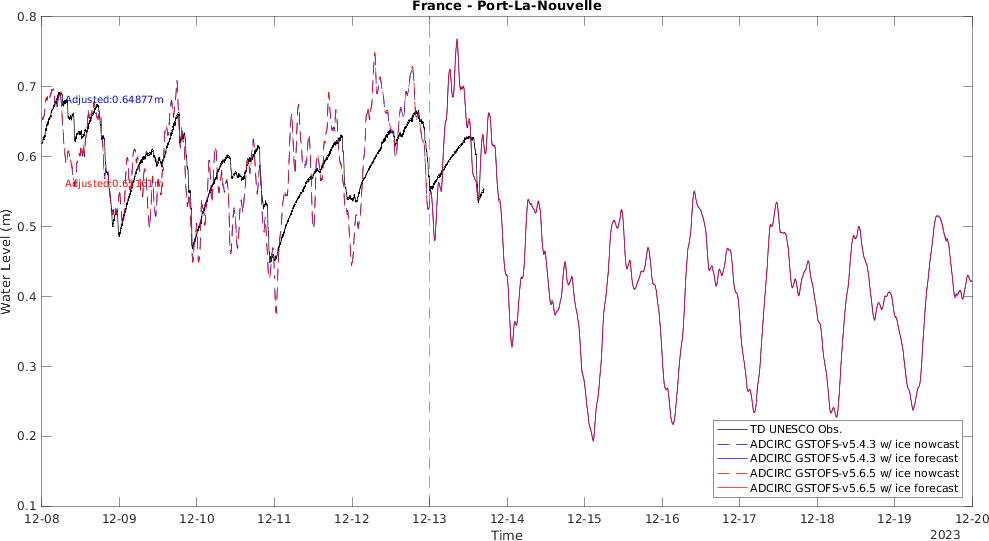 France - Port-La-Nouvelle
0.8
0.7
0.6
0.5
0.4
0.3
0.2
0.1
Water Level (m)
Adjusted:0.64877m
TD UNESCO Obs.
ADCIRC GSTOFS-v5.4.3 w/ ice nowcast
ADCIRC GSTOFS-v5.4.3 w/ ice forecast
ADCIRC GSTOFS-v5.6.5 w/ ice nowcast
ADCIRC GSTOFS-v5.6.5 w/ ice forecast
12-08 12-09 12-10 12-11 12-12 12-13 12-14 12-15 12-16 12-17 12-18 12-19 12-20
Time
2023